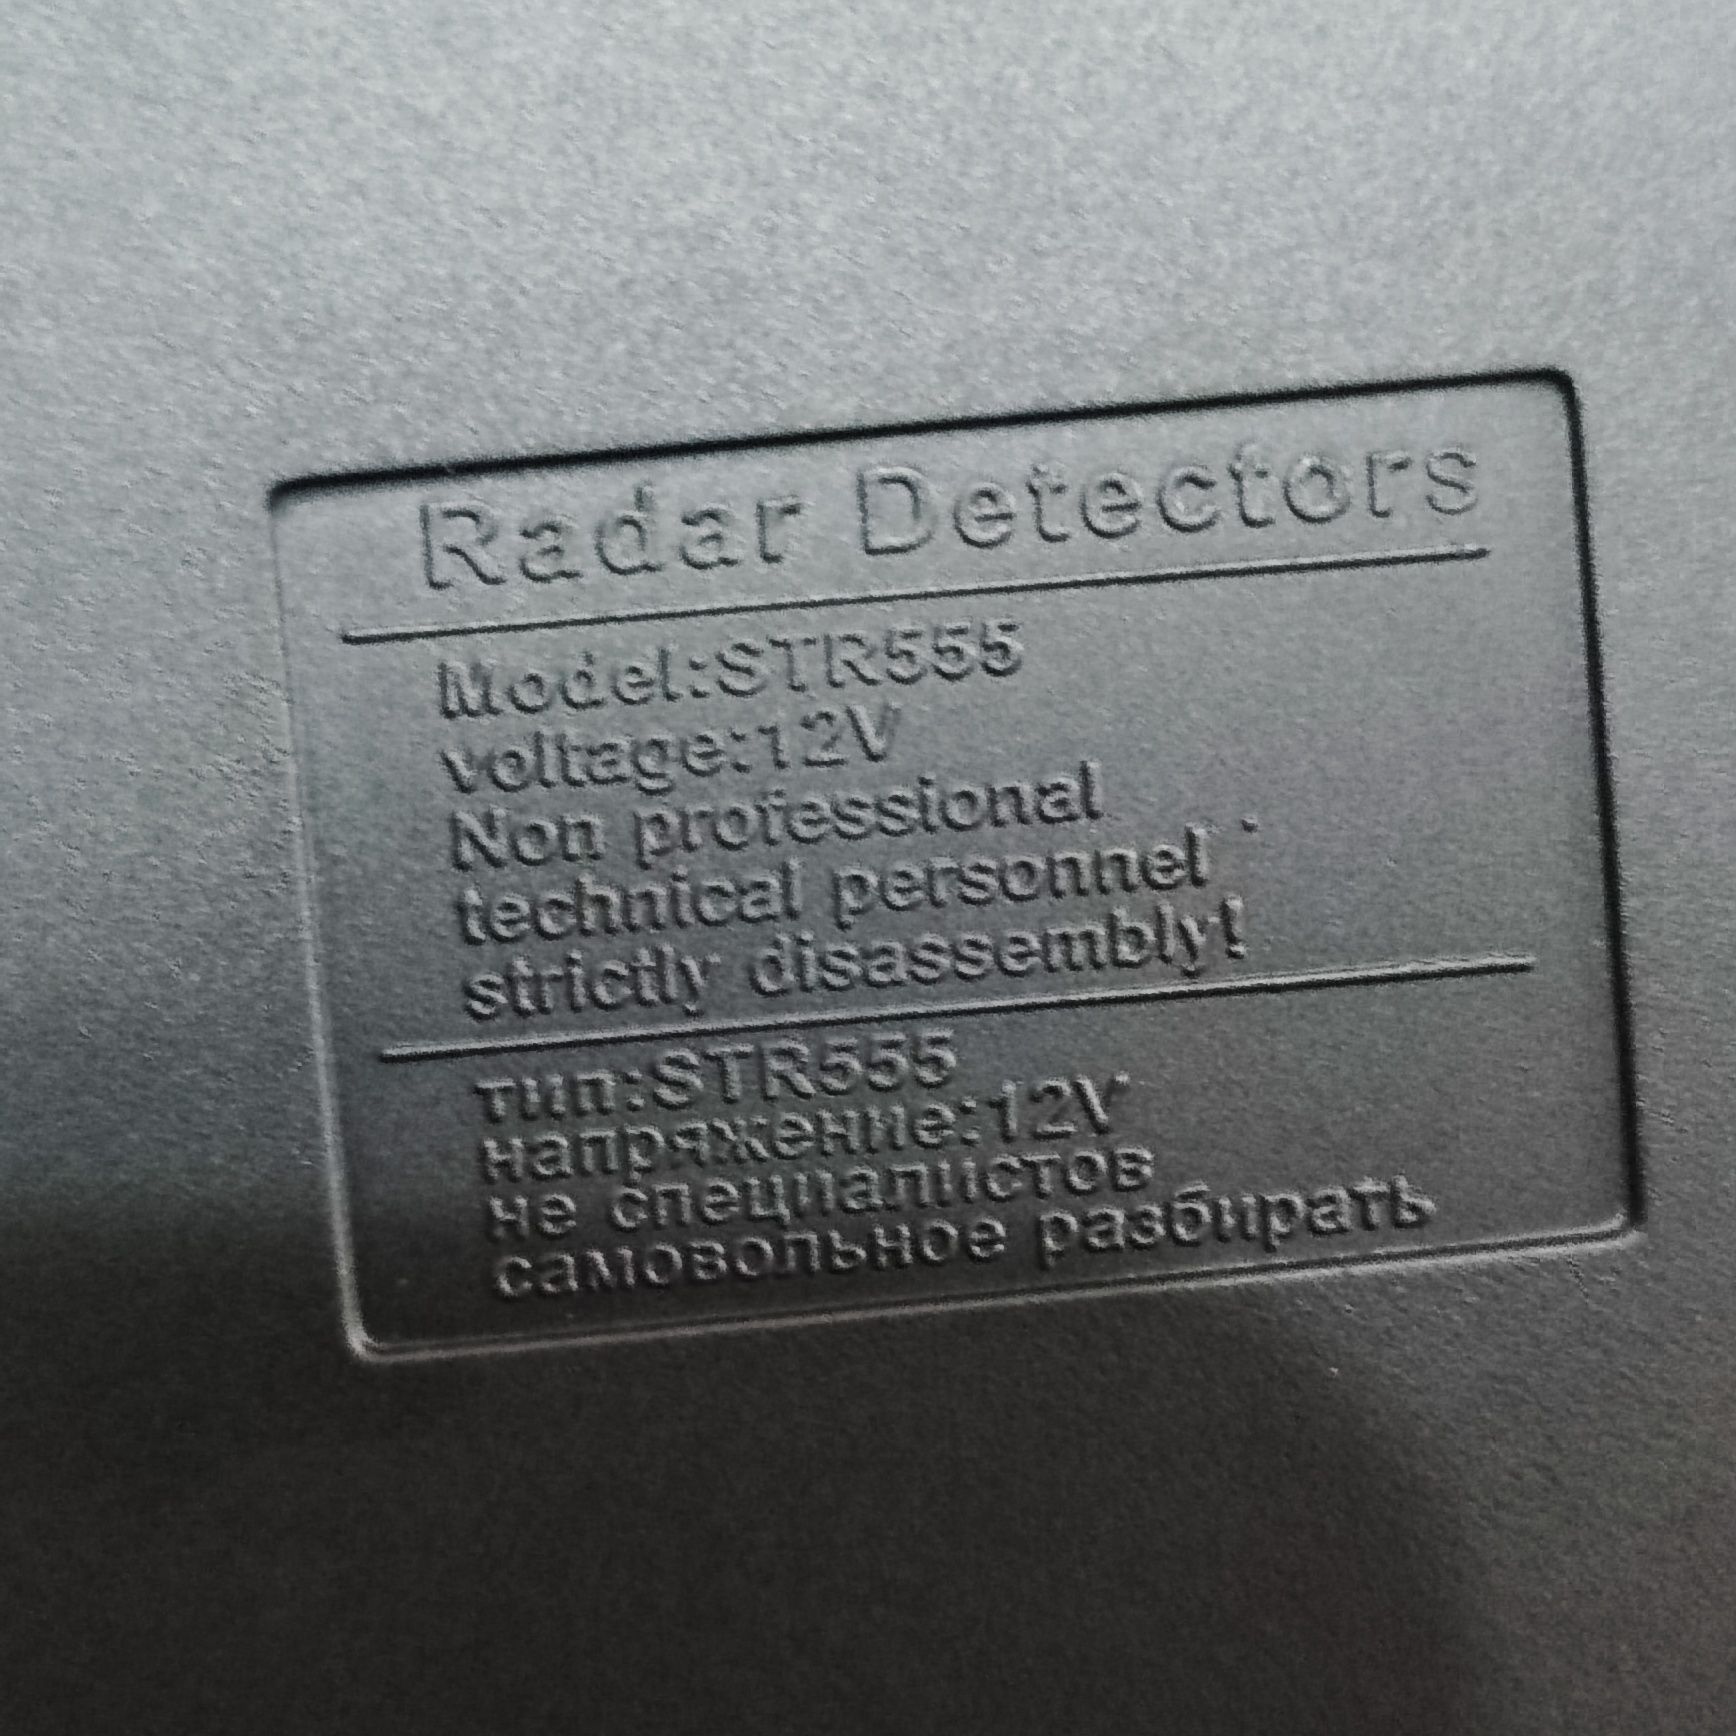 Radar Detectors
Model:STR555
voltage:12V
Non professional
technical personnel
strictly disassembly!
тип:STR555
напряжение:12V
не специалистов
самовольное разбирать